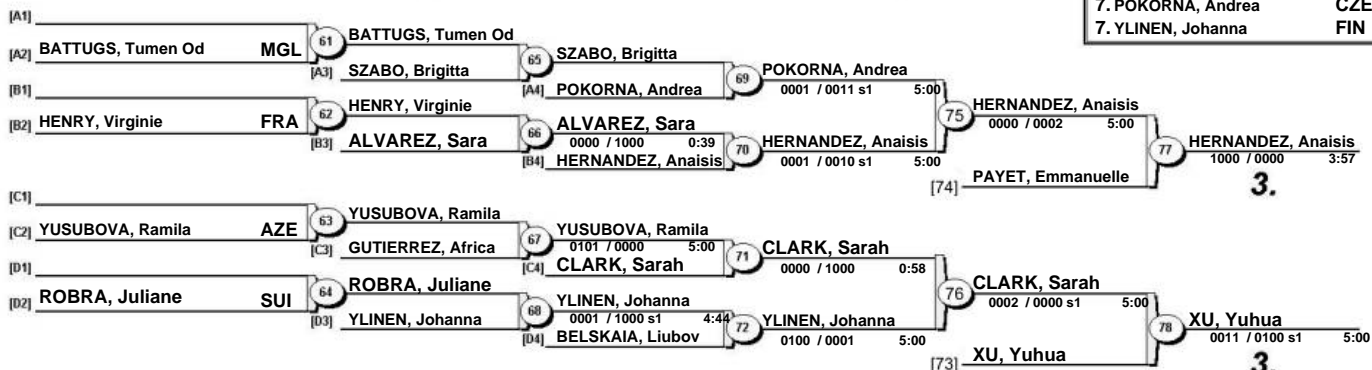 7. POKORNA, Andrea CZE
7. YLINEN, Johanna FIN
[A1]
[A2] BATTUGS, Tumen Od MGL
61
BATTUGS, Tumen Od
[A3] SZABO, Brigitta
65
SZABO, Brigitta
[A4] POKORNA, Andrea
69
POKORNA, Andrea
0001 / 0011 s1 5:00
[B1]
[B2] HENRY, Virginie FRA
62
HENRY, Virginie
[B3] ALVAREZ, Sara
66
ALVAREZ, Sara
0000 / 1000 0:39
[B4] HERNANDEZ, Anaisis
70
HERNANDEZ, Anaisis
0001 / 0010 s1 5:00
75
HERNANDEZ, Anaisis
0000 / 0002 5:00
[74] PAYET, Emmanuelle
77
HERNANDEZ, Anaisis
1000 / 0000 3:57
3.
[C1]
[C2] YUSUBOVA, Ramila AZE
63
YUSUBOVA, Ramila
[C3] GUTIERREZ, Africa
67
YUSUBOVA, Ramila
0101 / 0000 5:00
[C4] CLARK, Sarah
71
CLARK, Sarah
0000 / 1000 0:58
[D1]
[D2] ROBRA, Juliane SUI
64
ROBRA, Juliane
[D3] YLINEN, Johanna
68
YLINEN, Johanna
0001 / 1000 s1 4:44
[D4] BELSKAIA, Liubov
72
YLINEN, Johanna
0100 / 0001 5:00
76
CLARK, Sarah
0002 / 0000 s1 5:00
[73] XU, Yuhua
78
XU, Yuhua
0011 / 0100 s1 5:00
3.